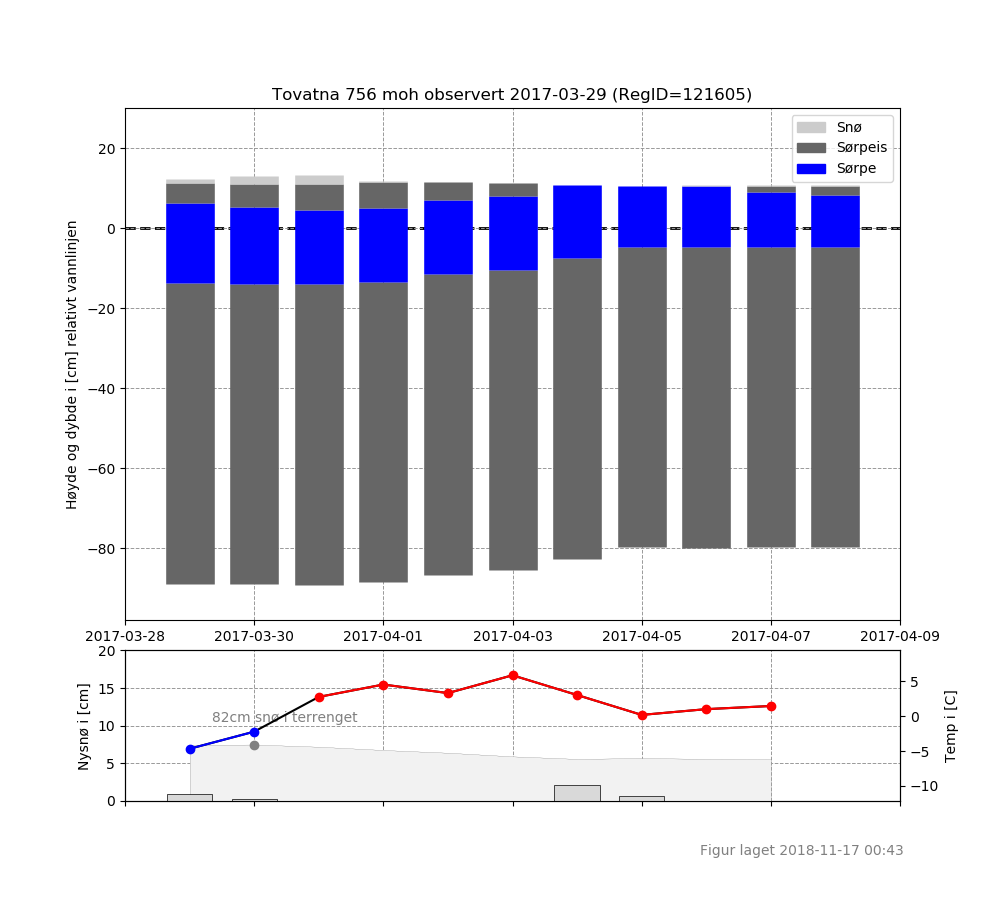 Tovatna 756 moh observert 2017-03-29 (RegID=121605)
Snø
Sørpeis
Sørpe
20
0
−20
−40
−60
−80
Høyde og dybde i [cm] relativt vannlinjen
2017-03-28 2017-03-30 2017-04-01 2017-04-03 2017-04-05 2017-04-07 2017-04-09
20
15
10
5
0
Nysnø i [cm]
82cm snø i terrenget
5
0
−5
−10
Temp i [C]
Figur laget 2018-11-17 00:43